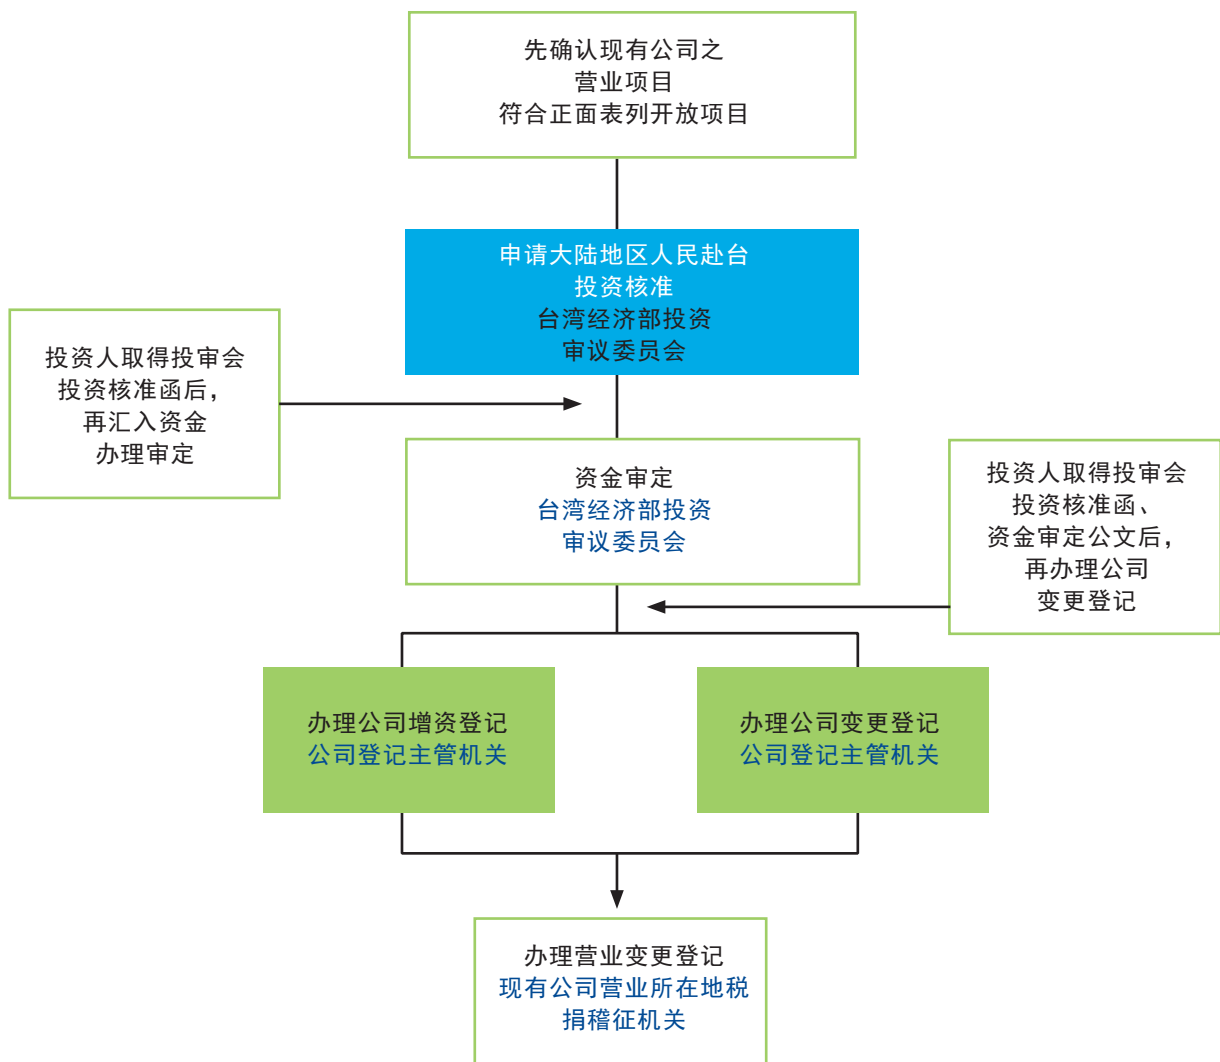 先确认现有公司之
营业项目
符合正面表列开放项目
申请大陆地区人民赴台
投资核准
台湾经济部投资
审议委员会
投资人取得投审会
投资核准函后，
再汇入资金
办理审定
资金审定
台湾经济部投资
审议委员会
投资人取得投审会
投资核准函、
资金审定公文后，
再办理公司
变更登记
办理公司增资登记
公司登记主管机关
办理公司变更登记
公司登记主管机关
办理营业变更登记
现有公司营业所在地税
捐稽征机关